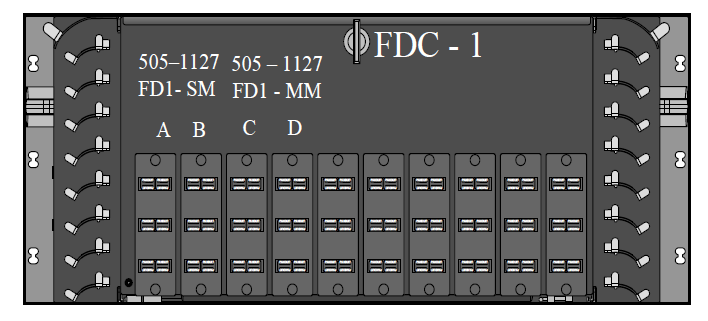 FDC - 1
505–1127 505 – 1127
FD1- SM FD1 - MM
A B C D